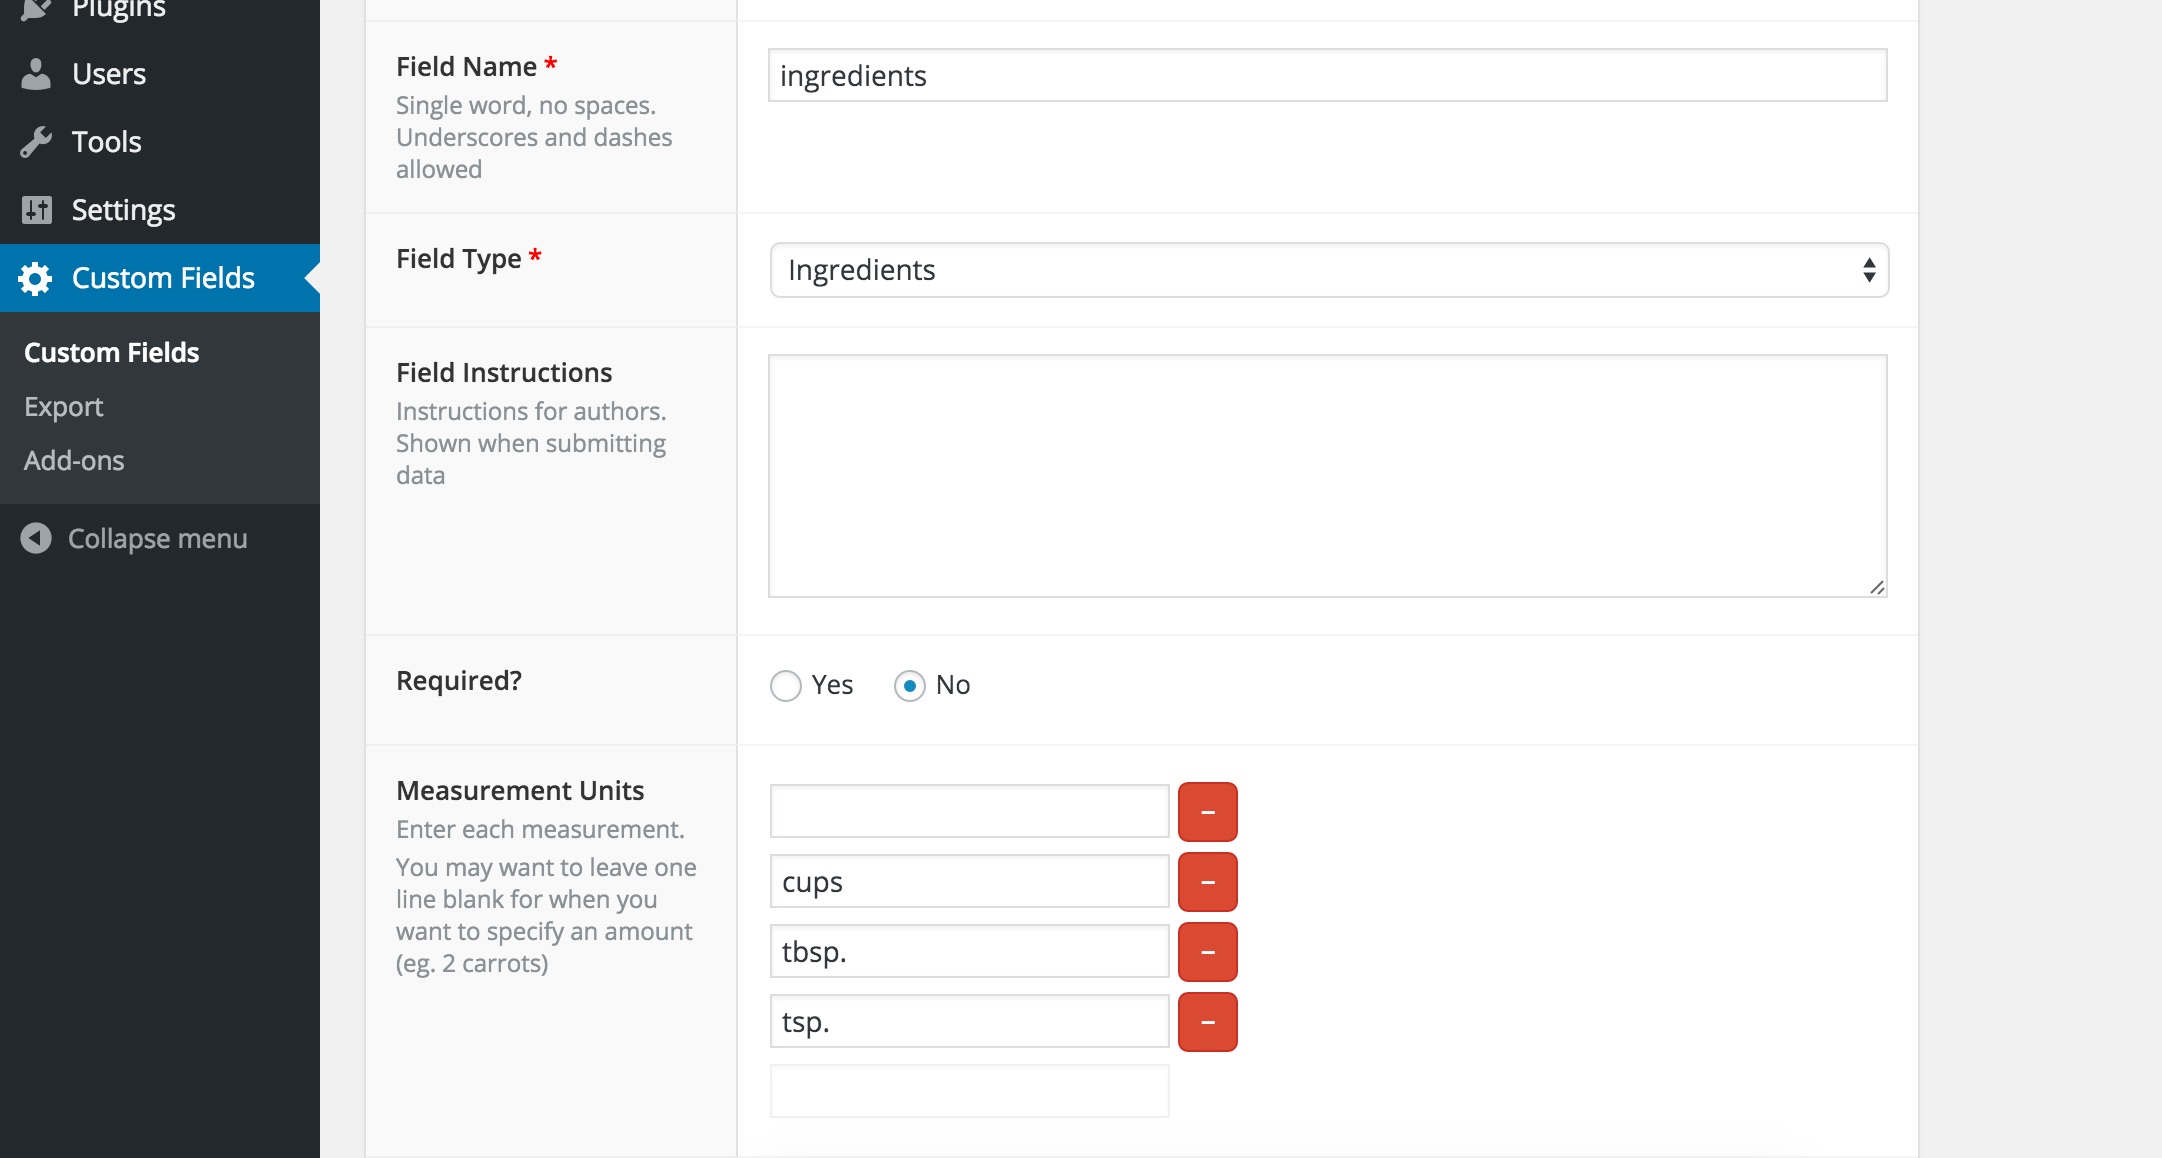 Plugins
Users
Tools
Settings
Custom Fields
Custom Fields
Export
Add-ons
Collapse menu
Field Name *
Single word, no spaces.
Underscores and dashes
allowed
ingredients
Field Type *
Ingredients
Field Instructions
Instructions for authors.
Shown when submitting
data
Required?
Yes
No
Measurement Units
Enter each measurement.
You may want to leave one
line blank for when you
want to specify an amount
(eg. 2 carrots)
–
cups
–
tbsp.
–
tsp.
–